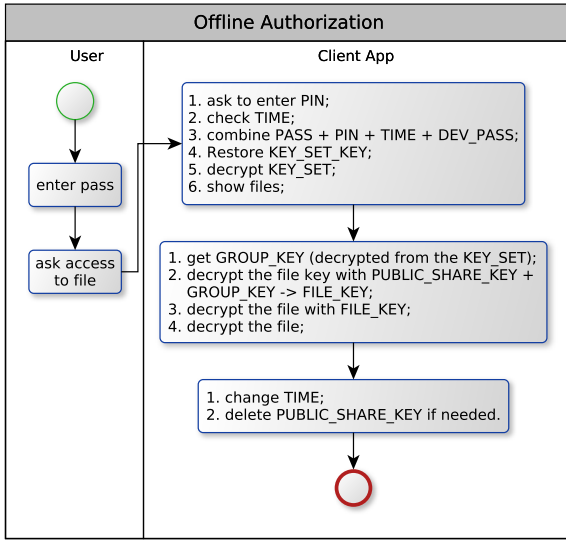 Offline Authorization
User
Client App
enter pass
ask access
to file
1. ask to enter PIN;
2. check TIME;
3. combine PASS + PIN + TIME + DEV_PASS;
4. Restore KEY_SET_KEY;
5. decrypt KEY_SET;
6. show files;
1. get GROUP_KEY (decrypted from the KEY_SET);
2. decrypt the file key with PUBLIC_SHARE_KEY +
GROUP_KEY -> FILE_KEY;
3. decrypt the file with FILE_KEY;
4. decrypt the file;
1. change TIME;
2. delete PUBLIC_SHARE_KEY if needed.